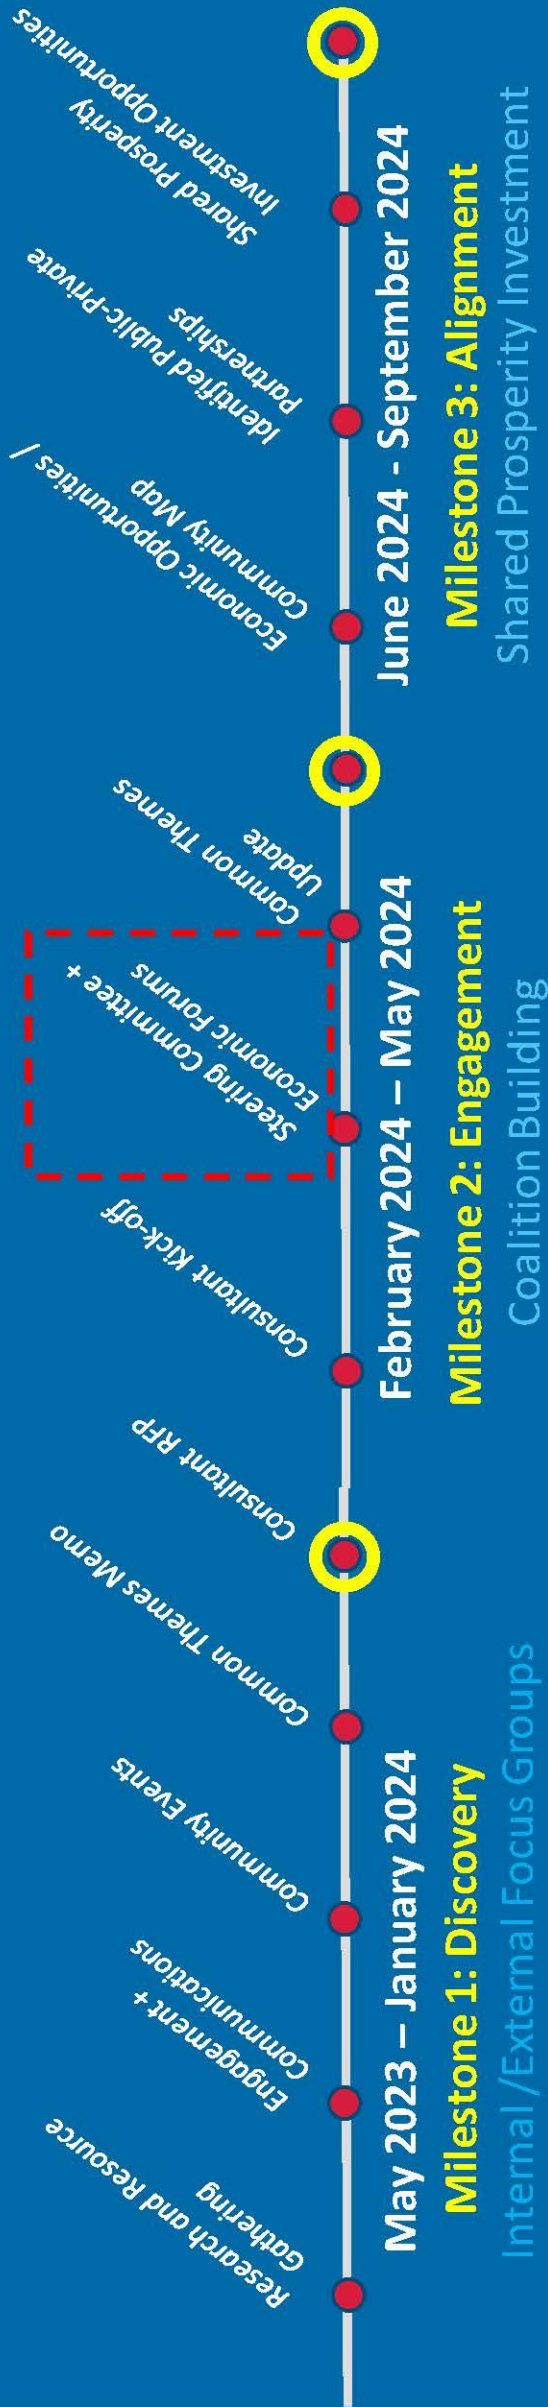 Research and Resource
Gathering
Engagement +
Communications
Community Events
Common Themes Memo
Consultant RFP
Consultant Kick-off
Steering Committee +
Economic Forums
Common Themes
Update
Economic Opportunities /
Community Map
Identified Public-Private
Partnerships
Shared Prosperity
Investment Opportunities
May 2023 – January 2024
Milestone 1: Discovery
Internal/External Focus Groups
February 2024 – May 2024
Milestone 2: Engagement
Coalition Building
June 2024 - September 2024
Milestone 3: Alignment
Shared Prosperity Investment